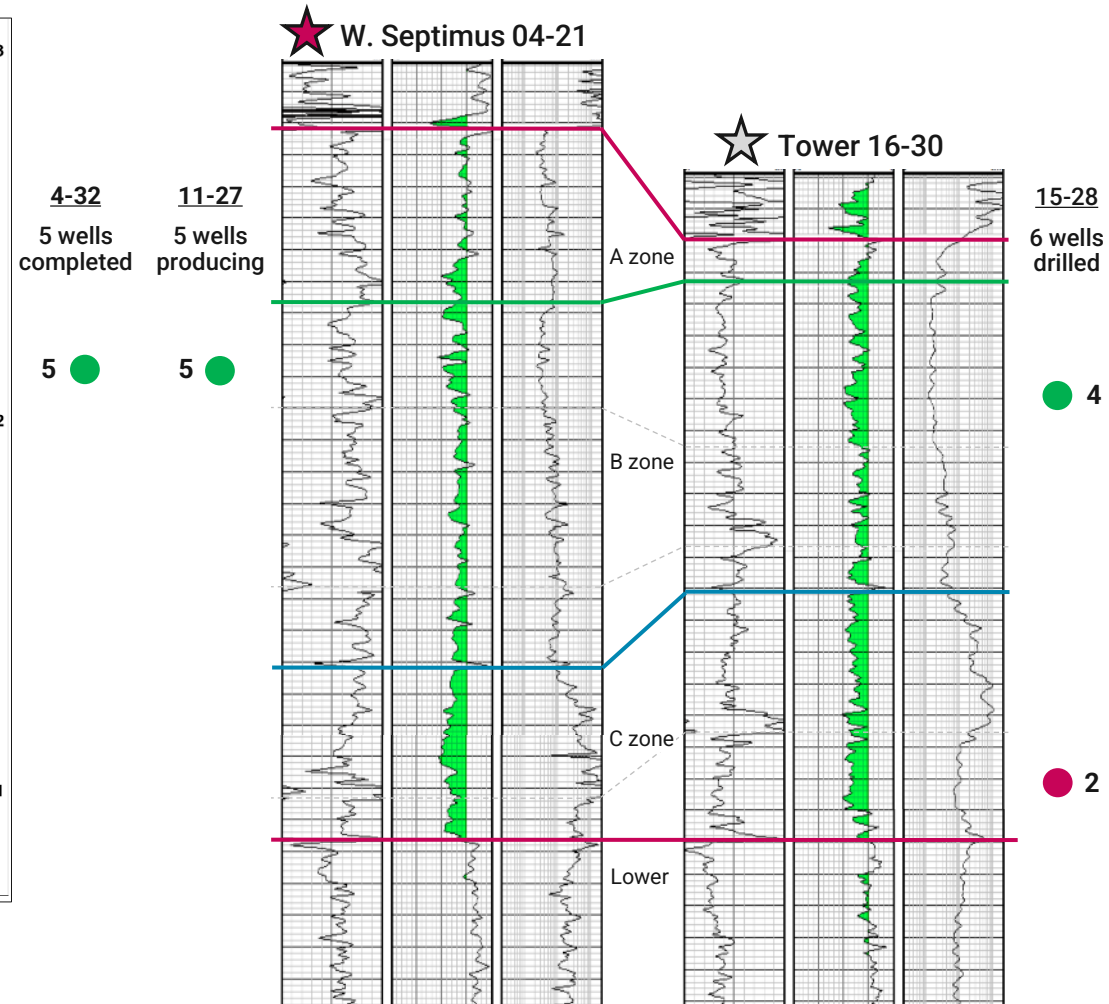 W. Septimus 04-21
Tower 16-30
4-32
5 wells
completed
11-27
5 wells
producing
15-28
6 wells
drilled
A zone
5
5
4
B zone
C zone
2
Lower